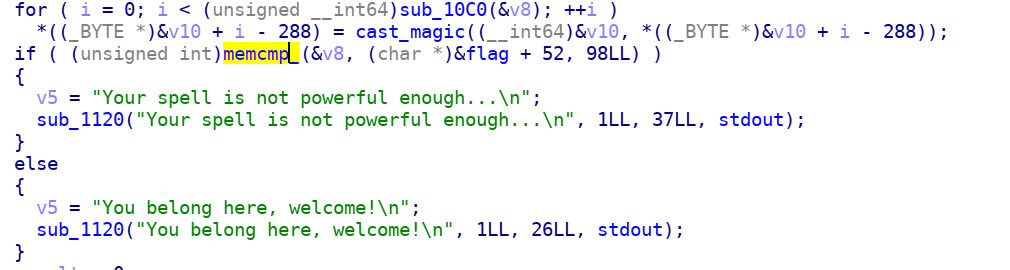 for ( i = 0; i < (unsigned __int64)sub_10C0(&v8); ++i )
*((_BYTE *)&v10 + i - 288) = cast_magic((__int64)&v10, *((_BYTE *)&v10 + i - 288));
if ( (unsigned int)memcmp_(&v8, (char *)&flag + 52, 98LL) )
{
v5 = "Your spell is not powerful enough...\n";
sub_1120("Your spell is not powerful enough...\n", 1LL, 37LL, stdout);
}
else
{
v5 = "You belong here, welcome!\n";
sub_1120("You belong here, welcome!\n", 1LL, 26LL, stdout);
}